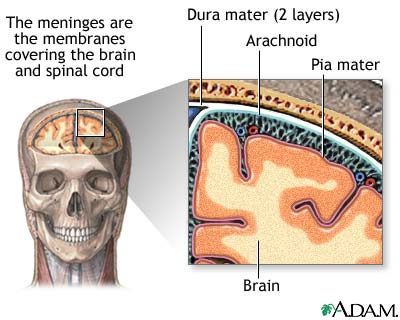 The meninges are
the membranes
covering the brain
and spinal cord
Dura mater (2 layers)
Arachnoid
Pia mater
Brain
ADAM.